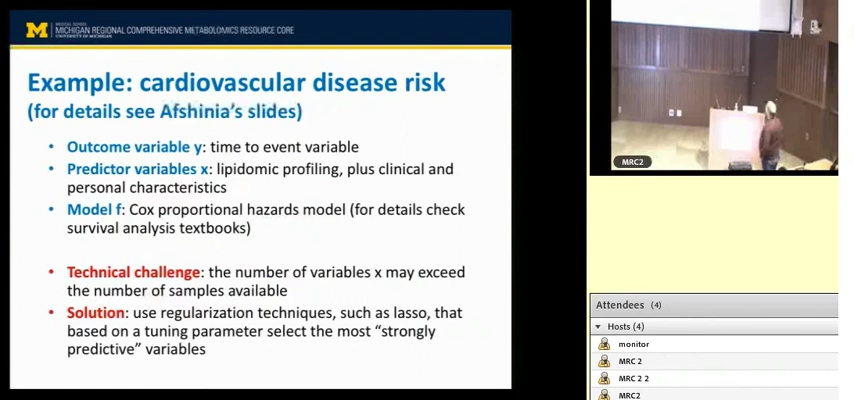 M
MEDICAL SCHOOL
MICHIGAN REGIONAL COMPREHENSIVE METABOLOMICS RESOURCE CORE
UNIVERSITY OF MICHIGAN
Example: cardiovascular disease risk
(for details see Afshinia's slides)
• Outcome variable y: time to event variable
• Predictor variables x: lipidomic profiling, plus clinical and
personal characteristics
• Model f: Cox proportional hazards model (for details check
survival analysis textbooks)
• Technical challenge: the number of variables x may exceed
the number of samples available
• Solution: use regularization techniques, such as lasso, that
based on a tuning parameter select the most “strongly
predictive” variables
MRC2
Attendees (4)
Hosts (4)
monitor
MRC 2
MRC 2 2
MRC2